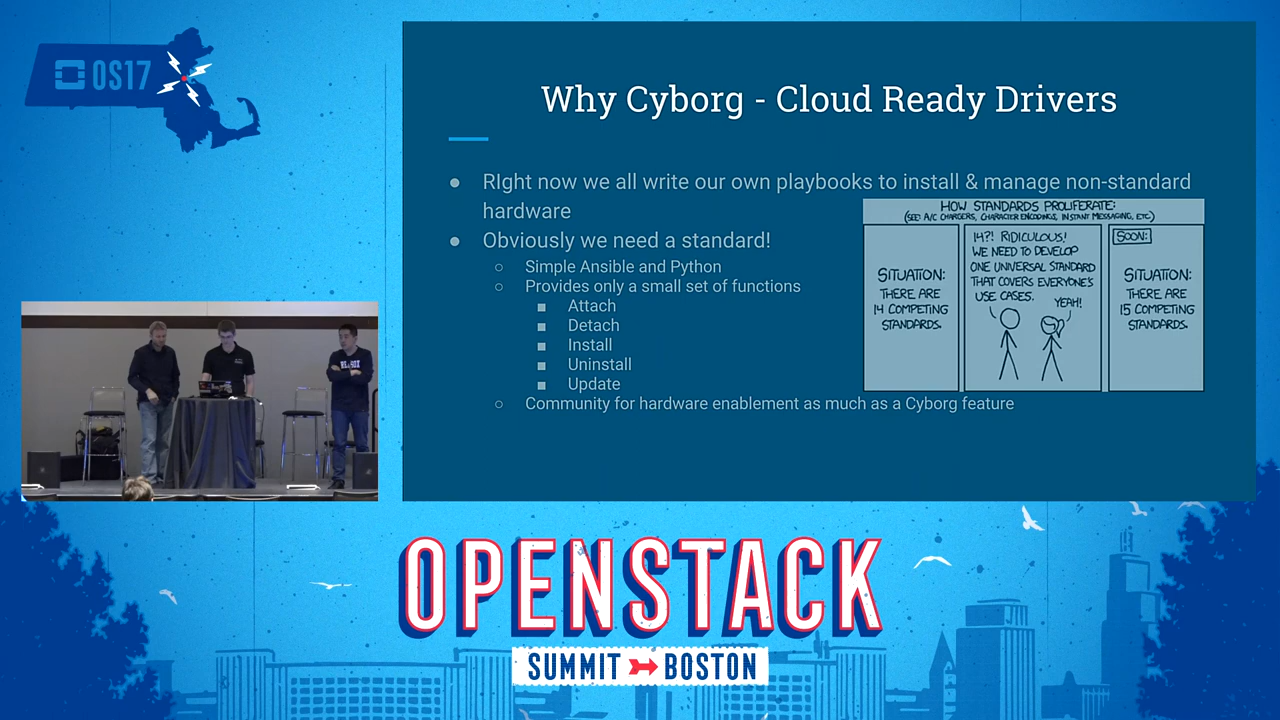 OS17
Why Cyborg - Cloud Ready Drivers
● RIght now we all write our own playbooks to install & manage non-standard
hardware
● Obviously we need a standard!
○ Simple Ansible and Python
○ Provides only a small set of functions
■ Attach
■ Detach
■ Install
■ Uninstall
■ Update
○ Community for hardware enablement as much as a Cyborg feature
HOW STANDARDS PROLIFERATE:
(SEE: A/C CHARGERS, CHARACTER ENCODINGS, INSTANT MESSAGING, ETC.)
SITUATION:
THERE ARE
14 COMPETING
STANDARDS.
14?! RIDICULOUS!
WE NEED TO DEVELOP
ONE UNIVERSAL STANDARD
THAT COVERS EVERYONE'S
USE CASES.
YEAH!
SOON:
SITUATION:
THERE ARE
15 COMPETING
STANDARDS.
OPENSTACK
SUMMIT BOSTON